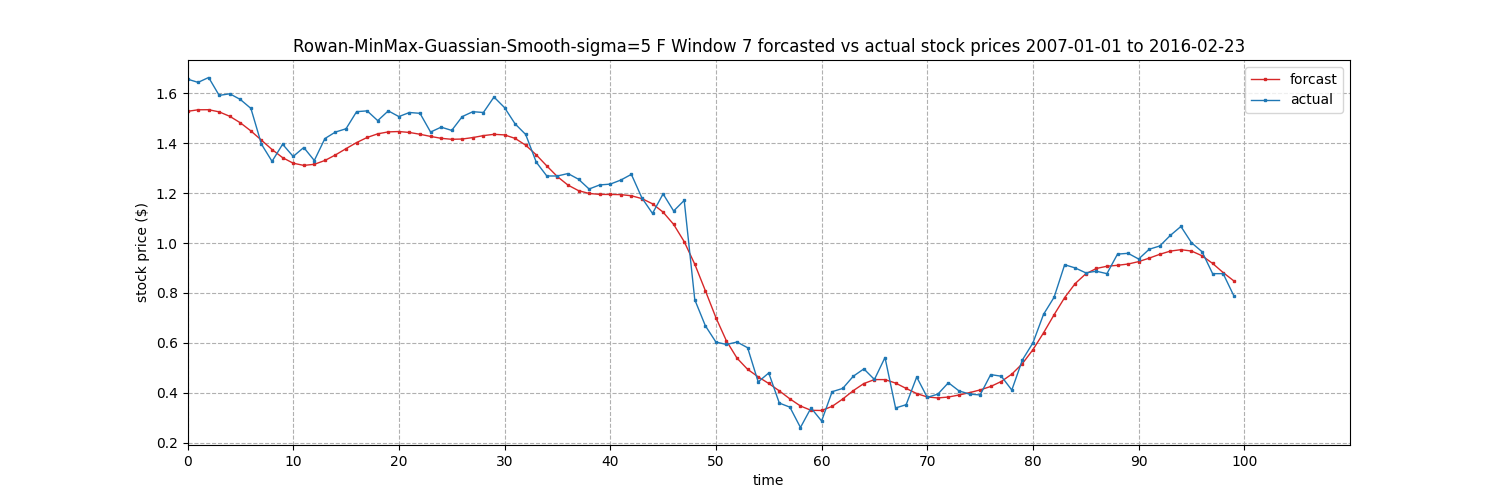 Rowan-MinMax-Guassian-Smooth-sigma=5 F Window 7 forcasted vs actual stock prices 2007-01-01 to 2016-02-23
forcast
actual
stock price ($)
1.6
1.4
1.2
1.0
0.8
0.6
0.4
0.2
0 10 20 30 40 50 60 70 80 90 100
time